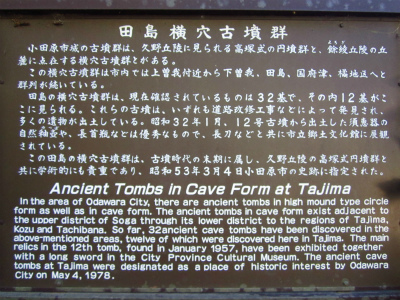 田島横穴古墳群
小田原市域の古墳群は、久野丘陵に見られる高塚式の円墳群と、余綾丘陵の丘
麓に点在する横穴古墳群とがある。
この横穴古墳群は市内では上曽我付近から下曽我、田島、国府津、橘地区へと
群列が続いている。
田島の横穴古墳群は、現在確認されているものは32基で、その内12基がこ
こに見られる。これらの古墳は、いずれも道路改修工事などによって発見され、
多くの遺物が出土している。昭和32年1月、12号古墳から出土した須恵器の
自然釉壺や、長首瓶などは優秀なもので、長刀などと共に市立郷土文化館に展観
されている。
この田島の横穴古墳群は、古墳時代の末期に属し、久野丘陵の高塚式円墳群と
共に学術的にも貴重であり、昭和53年3月4日小田原市の史跡に指定された。
Ancient Tombs in Cave Form at Tajima
In the area of Odawara City, there are ancient tombs in high mound type circle
form as well as in cave form. The ancient tombs in cave form exist adjacent to
the upper district of Soga through its lower district to the regions of Tajima,
Kozu and Tachibana. So far, 32ancient cave tombs have been discovered in the
above-mentioned areas, twelve of which were discovered here in Tajima. The main
relics in the 12th tomb, found in January 1957, have been exhibited together
with a long sword in the City Province Cultural Museum. The ancient cave
tombs at Tajima were designated as a place of historic interest by Odawara
City on May 4, 1978.